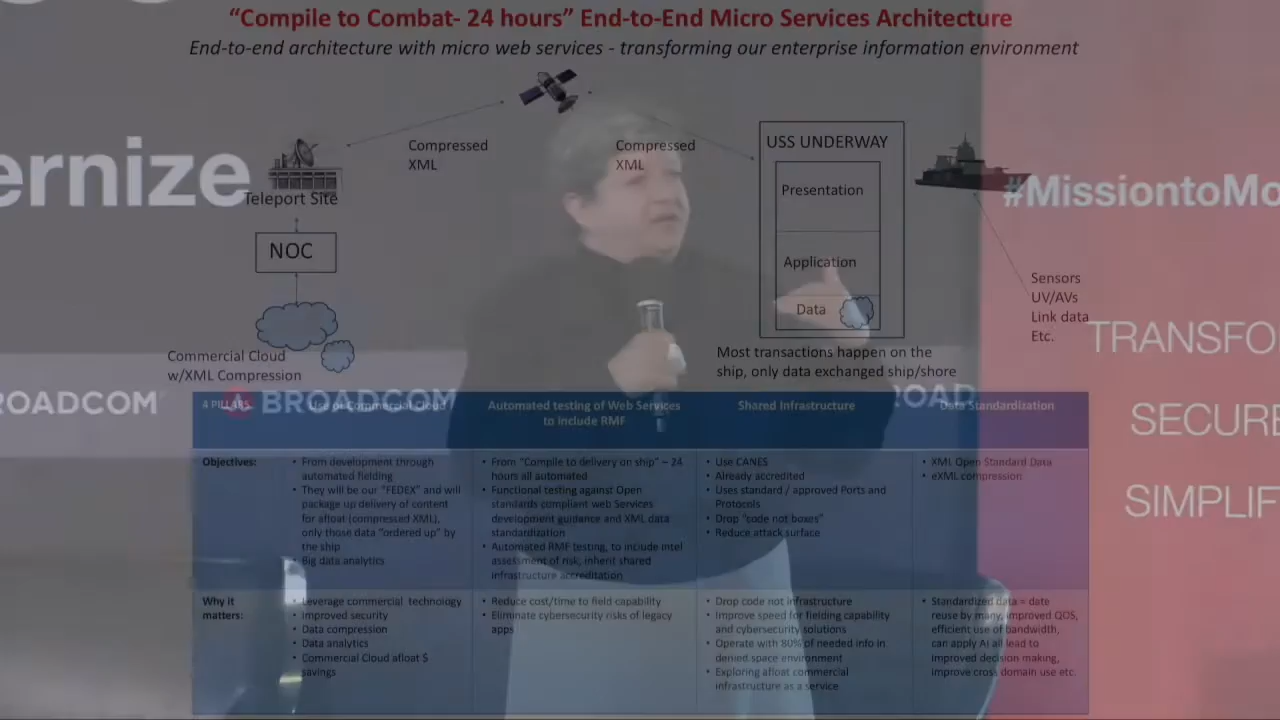 “Compile to Combat- 24 hours” End-to-End Micro Services Architecture
End-to-end architecture with micro web services - transforming our enterprise information environment
Compressed
XML
Compressed
XML
USS UNDERWAY
Presentation
Application
Data
ernize
Teleport Site
NOC
#MissiontoMo
Sensors
UV/AVs
Link data
Etc.
Commercial Cloud
w/XML Compression
Most transactions happen on the
ship, only data exchanged ship/shore
TRANSFO
SECURE
SIMPLIF
ROADCOM
BROADCOM
ROAD
4 PILLARS
Use of Commercial Cloud
Automated testing of Web Services
to include RMF
Shared Infrastructure
Data Standardization
Objectives:
• From development through
automated fielding
• They will be our “FEDEX” and will
package up delivery of content
for afloat (compressed XML),
only those data “ordered up” by
the ship
• Big data analytics
• From “Compile to delivery on ship” – 24
hours all automated
• Functional testing against Open
standards compliant web Services
development guidance and XML data
standardization
• Automated RMF testing, to include intel
assessment of risk, inherit shared
infrastructure accreditation
• Use CANES
• Already accredited
• Uses standard / approved Ports and
Protocols
• Drop “code not boxes”
• Reduce attack surface
• XML Open Standard Data
• eXML compression
Why it
matters:
• Leverage commercial technology
• Improved security
• Data compression
• Data analytics
• Commercial Cloud afloat $
savings
• Reduce cost/time to field capability
• Eliminate cybersecurity risks of legacy
apps
• Drop code not infrastructure
• Improve speed for fielding capability
and cybersecurity solutions
• Operate with 80% of needed info in
denied space environment
• Exploring afloat commercial
infrastructure as a service
• Standardized data = date
reuse by many, improved QOS,
efficient use of bandwidth,
can apply AI all lead to
improved decision making,
improve cross domain use etc.